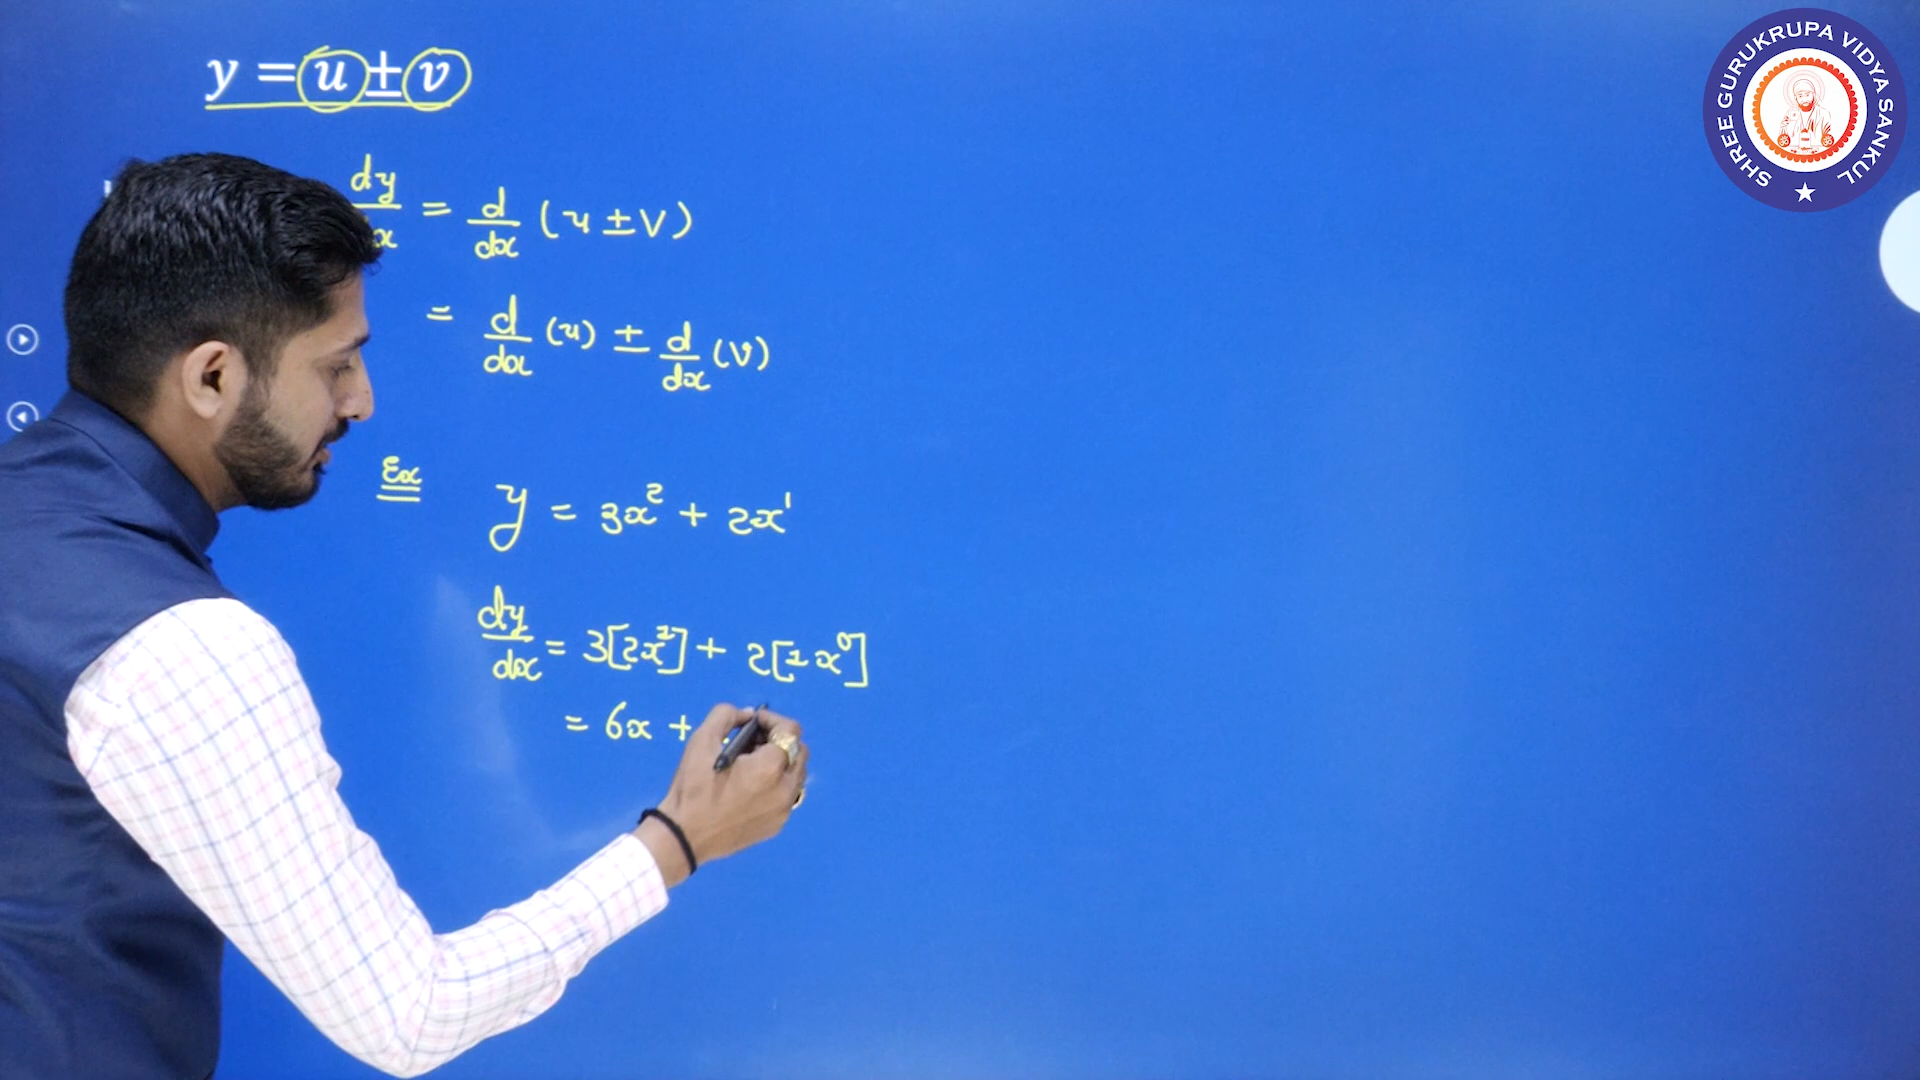 y = u ± v
dy/dx = d/dx (u ± v)
= d/dx (u) ± d/dx (v)
Ex
y = 3x² + 2x¹
dy/dx = 3[2x¹] + 2[1x⁰]
= 6x +
SHREE GURUKRUPA VIDYA SANKUL